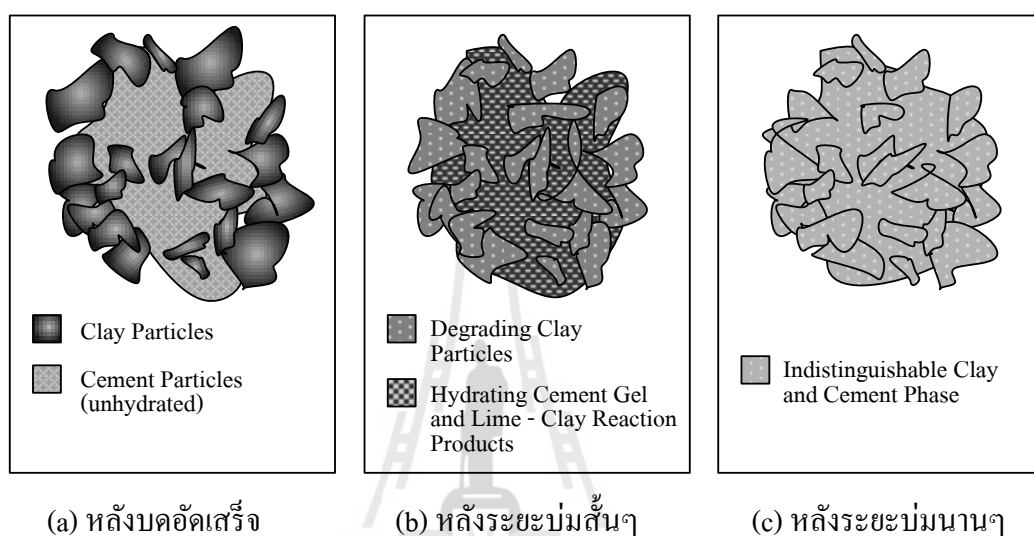 Clay Particles
Cement Particles
(unhydrated)
Degrading Clay
Particles
Hydrating Cement Gel
and Lime - Clay Reaction
Products
Indistinguishable Clay
and Cement Phase
(a) หลังบดอัดเสร็จ
(b) หลังระยะบ่มสั้นๆ
(c) หลังระยะบ่มนานๆ